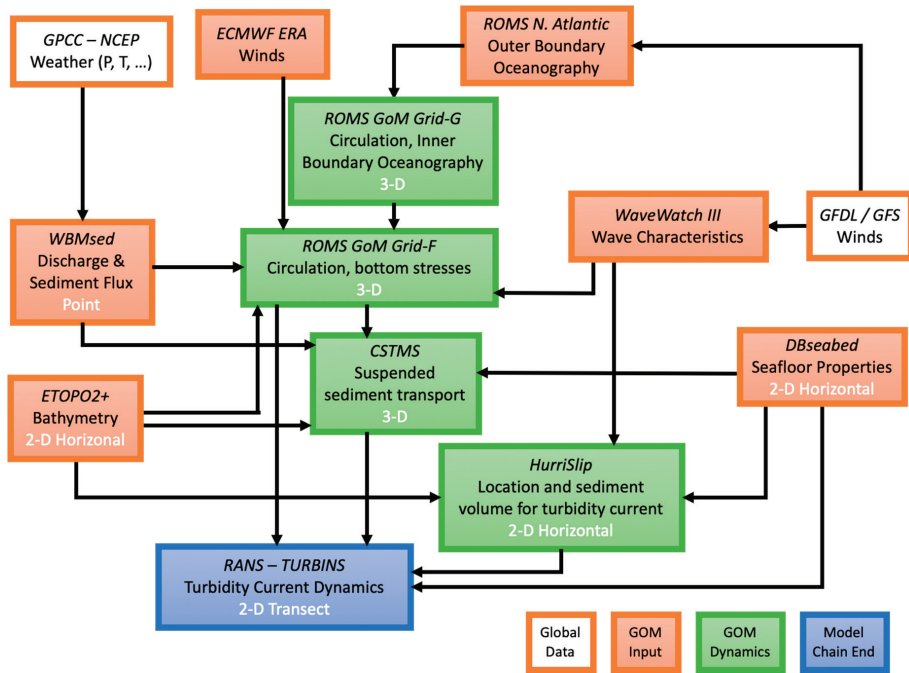 GPCC – NCEP
Weather (P, T, ...)
ECMWF ERA
Winds
ROMS N. Atlantic
Outer Boundary
Oceanography
ROMS GoM Grid-G
Circulation, Inner
Boundary Oceanography
3-D
WBMsed
Discharge &
Sediment Flux
Point
ROMS GoM Grid-F
Circulation, bottom stresses
3-D
WaveWatch III
Wave Characteristics
GFDL / GFS
Winds
CSTMS
Suspended
sediment transport
3-D
DBseabed
Seafloor Properties
2-D Horizontal
ETOPO2+
Bathymetry
2-D Horizonal
HurriSlip
Location and sediment
volume for turbidity current
2-D Horizontal
RANS – TURBINS
Turbidity Current Dynamics
2-D Transect
Global
Data
GOM
Input
GOM
Dynamics
Model
Chain End